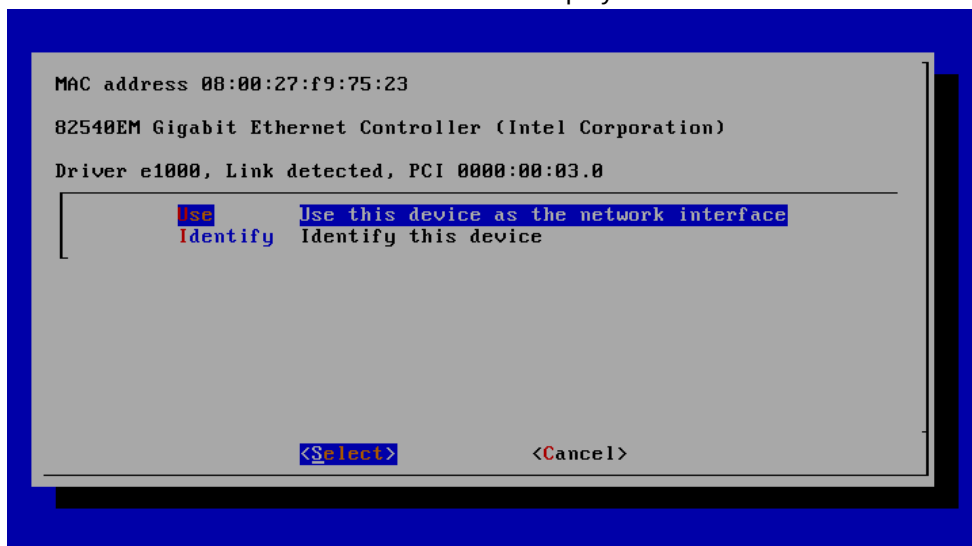 MAC address 08:00:27:f9:75:23
82540EM Gigabit Ethernet Controller (Intel Corporation)
Driver e1000, Link detected, PCI 0000:00:03.0
Use Use this device as the network interface
Identify Identify this device
<Select> <Cancel>